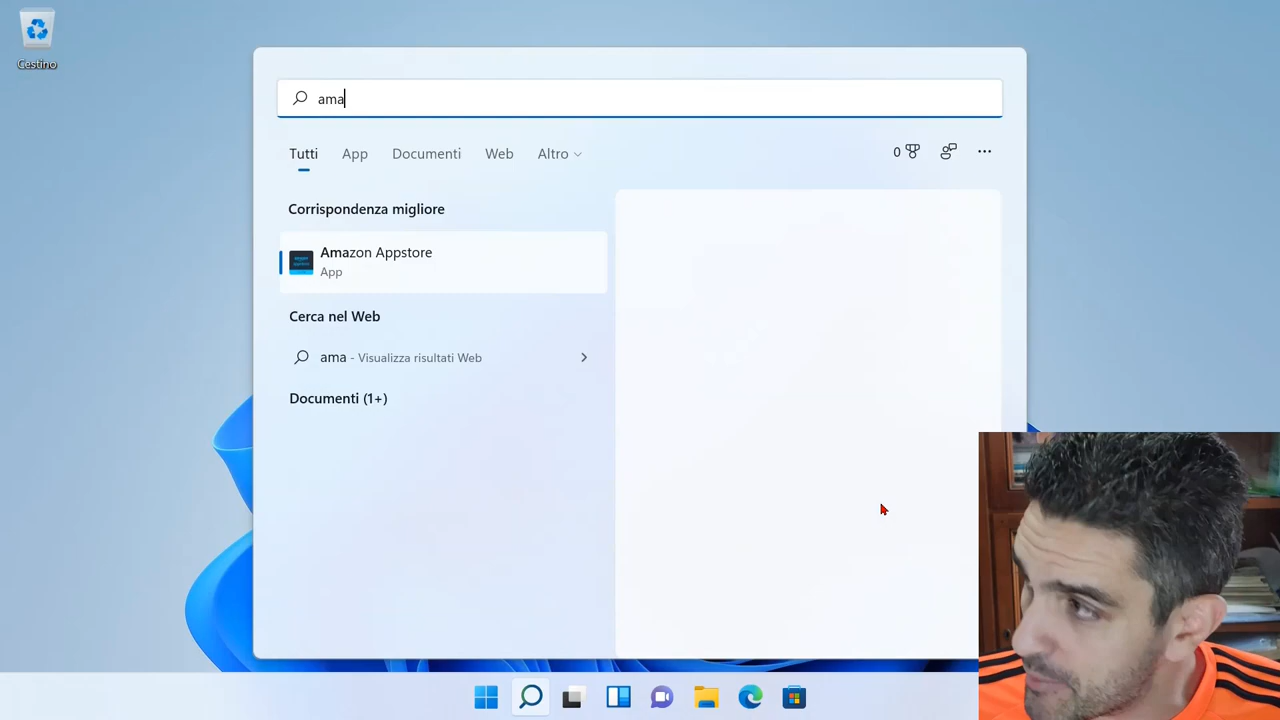 Cestino
ama
Tutti
App
Documenti
Web
Altro
0
Corrispondenza migliore
Amazon Appstore
App
Cerca nel Web
ama - Visualizza risultati Web
Documenti (1+)